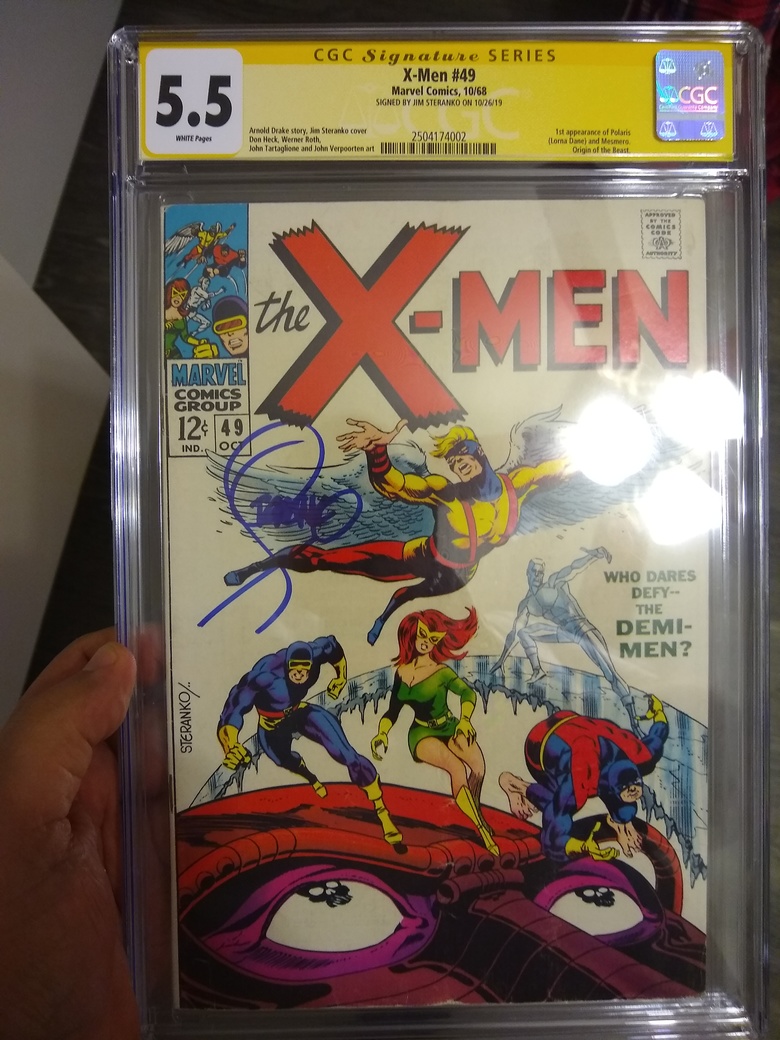 CGC Signature SERIES
5.5
WHITE Pages
X-Men #49
Marvel Comics, 10/68
SIGNED BY JIM STERANKO ON 10/26/19
Arnold Drake story, Jim Steranko cover
Don Heck, Werner Roth,
John Tartaglione and John Verpoorten art
2504174002
1st appearance of Polaris
(Lorna Dane) and Mesmero.
Origin of the Beast.
CGC
APPROVED
BY THE
COMICS
CODE
AUTHORITY
the X-MEN
MARVEL
COMICS
GROUP
12¢
IND.
49
OCT
WHO DARES
DEFY--
THE
DEMI-
MEN?
STERANKO